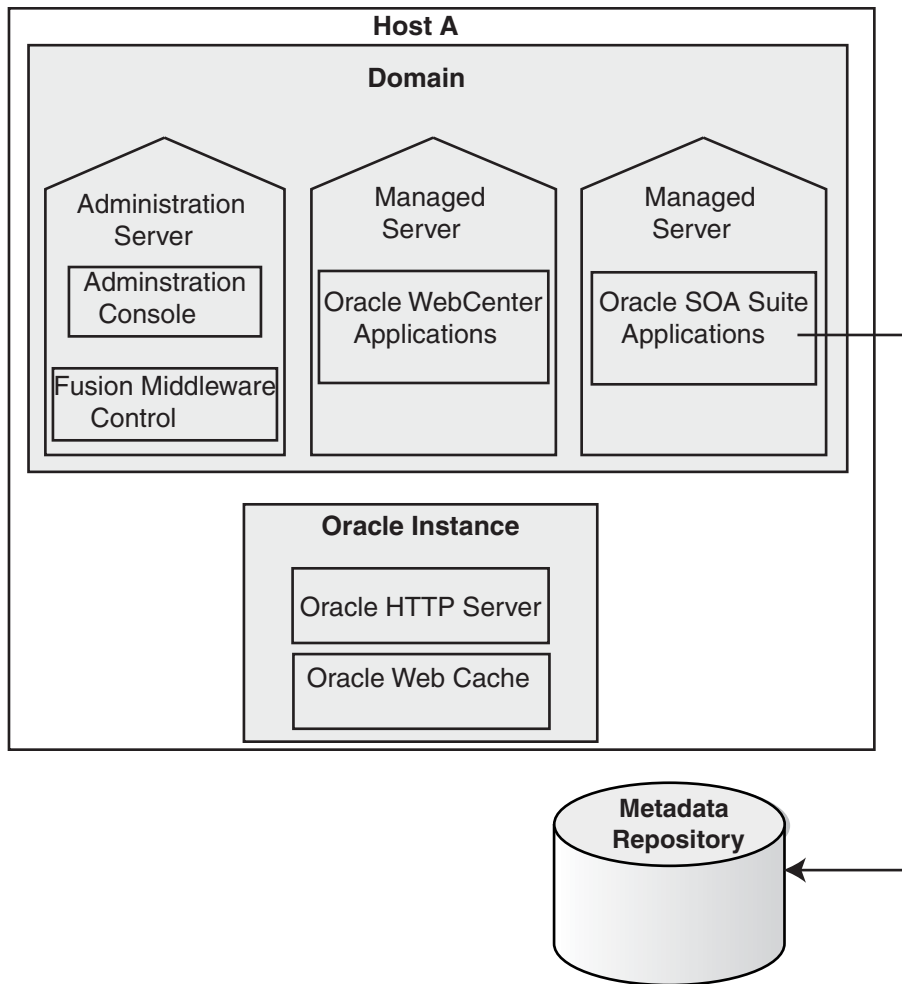 Host A
Domain
Administration
Server
Adminstration
Console
Fusion Middleware
Control
Managed
Server
Oracle WebCenter
Applications
Managed
Server
Oracle SOA Suite
Applications
Oracle Instance
Oracle HTTP Server
Oracle Web Cache
Metadata
Repository